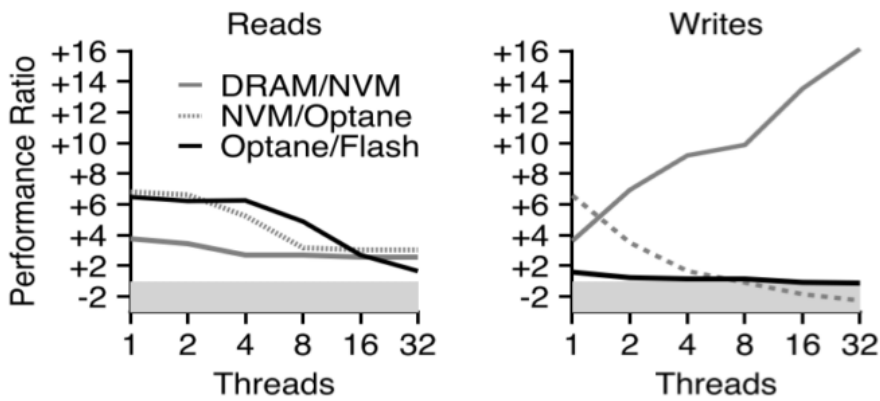 Reads
Performance Ratio
+16
+14
+12
+10
+8
+6
+4
+2
-2
DRAM/NVM
NVM/Optane
Optane/Flash
1 2 4 8 16 32
Threads
Writes
+16
+14
+12
+10
+8
+6
+4
+2
-2
1 2 4 8 16 32
Threads